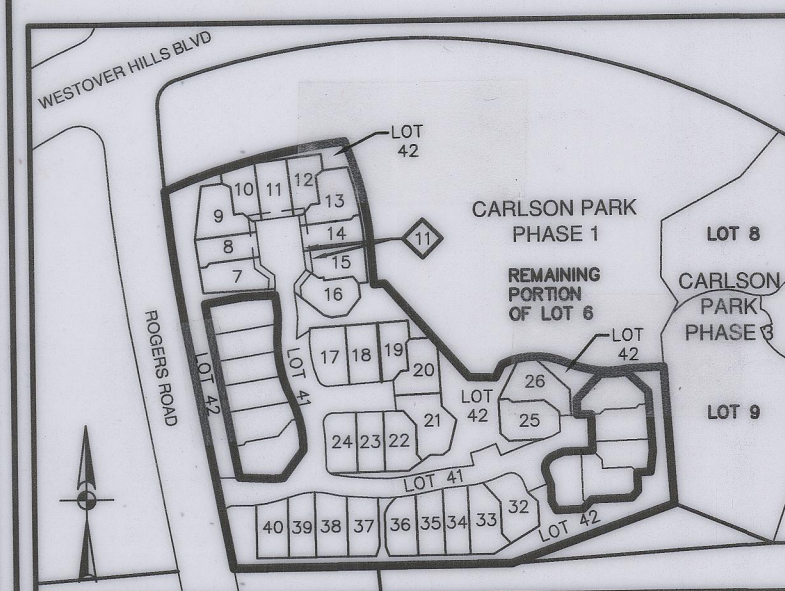 WESTOVER HILLS BLVD
LOT
42
10
11
12
13
9
14
8
15
7
16
11
CARLSON PARK
PHASE 1
REMAINING
PORTION
OF LOT 6
LOT 8
CARLSON
PARK
PHASE 3
LOT 9
ROGERS ROAD
LOT 42
LOT 41
17
18
19
20
21
24
23
22
LOT
42
LOT
42
26
25
LOT 41
40
39
38
37
36
35
34
33
32
LOT 42